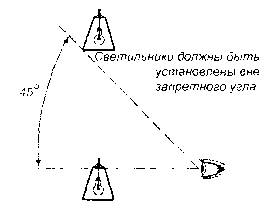 Светильники должны быть
установлены вне
запретного угла
45°